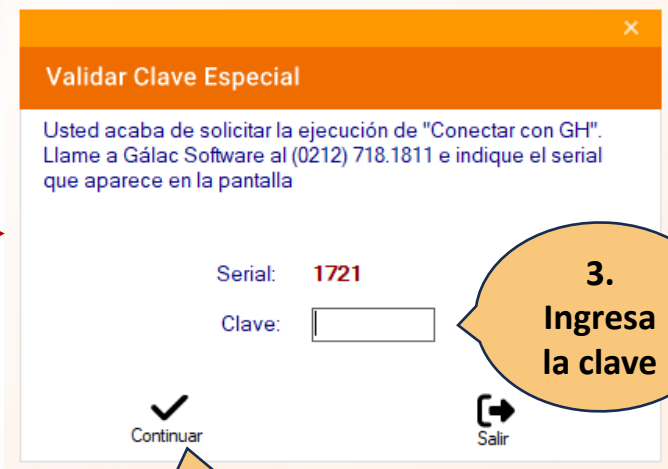 Validar Clave Especial
Usted acaba de solicitar la ejecución de "Conectar con GH".
Llame a Gálac Software al (0212) 718.1811 e indique el serial
que aparece en la pantalla
Serial: 1721
Clave:
3.
Ingresa
la clave
Continuar
Salir